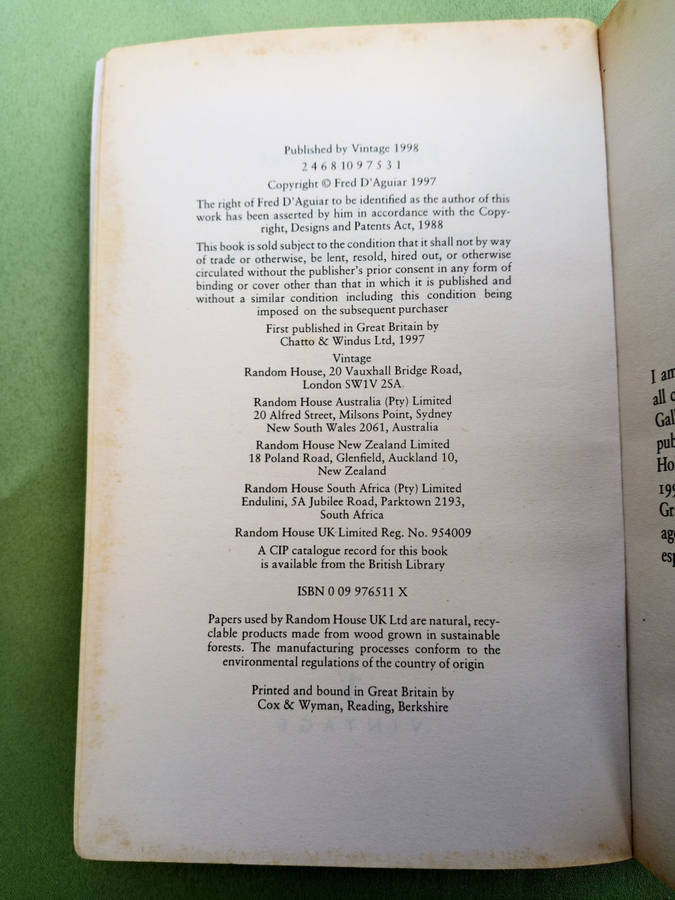 Published by Vintage 1998
2 4 6 8 10 9 7 5 3 1
Copyright © Fred D'Aguiar 1997
The right of Fred D'Aguiar to be identified as the author of this
work has been asserted by him in accordance with the Copy-
right, Designs and Patents Act, 1988
This book is sold subject to the condition that it shall not by way
of trade or otherwise, be lent, resold, hired out, or otherwise
circulated without the publisher's prior consent in any form of
binding or cover other than that in which it is published and
without a similar condition including this condition being
imposed on the subsequent purchaser
First published in Great Britain by
Chatto & Windus Ltd, 1997
Vintage
Random House, 20 Vauxhall Bridge Road,
London SW1V 2SA
Random House Australia (Pty) Limited
20 Alfred Street, Milsons Point, Sydney
New South Wales 2061, Australia
Random House New Zealand Limited
18 Poland Road, Glenfield, Auckland 10,
New Zealand
Random House South Africa (Pty) Limited
Endulini, 5A Jubilee Road, Parktown 2193,
South Africa
Random House UK Limited Reg. No. 954009
A CIP catalogue record for this book
is available from the British Library
ISBN 0 09 976511 X
Papers used by Random House UK Ltd are natural, recy-
clable products made from wood grown in sustainable
forests. The manufacturing processes conform to the
environmental regulations of the country of origin
Printed and bound in Great Britain by
Cox & Wyman, Reading, Berkshire
I am
all